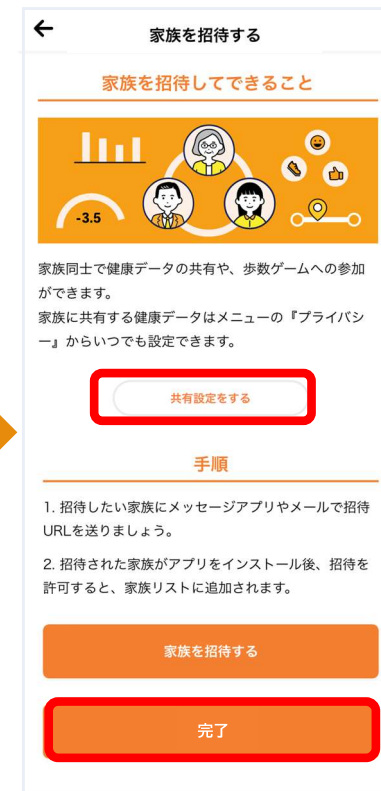 家族を招待する
家族を招待してできること
-3.5
家族同士で健康データの共有や、歩数ゲームへの参加
ができます。
家族に共有する健康データはメニューの『プライバシ
ー』からいつでも設定できます。
共有設定をする
手順
1. 招待したい家族にメッセージアプリやメールで招待
URLを送りましょう。
2. 招待された家族がアプリをインストール後、招待を
許可すると、家族リストに追加されます。
家族を招待する
完了